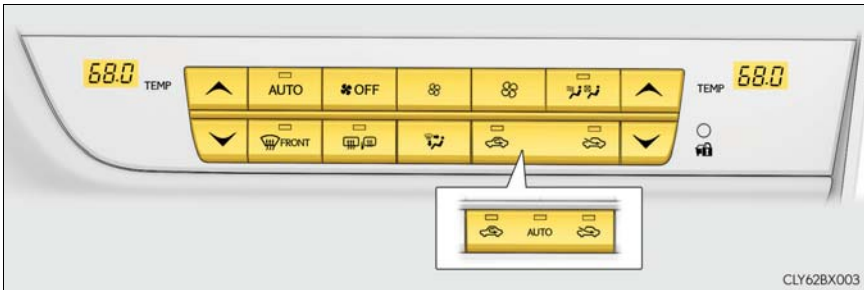 68.0 TEMP AUTO OFF TEMP 68.0
FRONT
AUTO
CLY62BX003